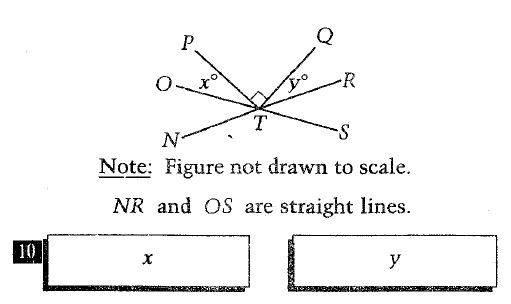 P
Q
O
x°
y°
R
N
T
S
Note: Figure not drawn to scale.
NR and OS are straight lines.
10
x
y